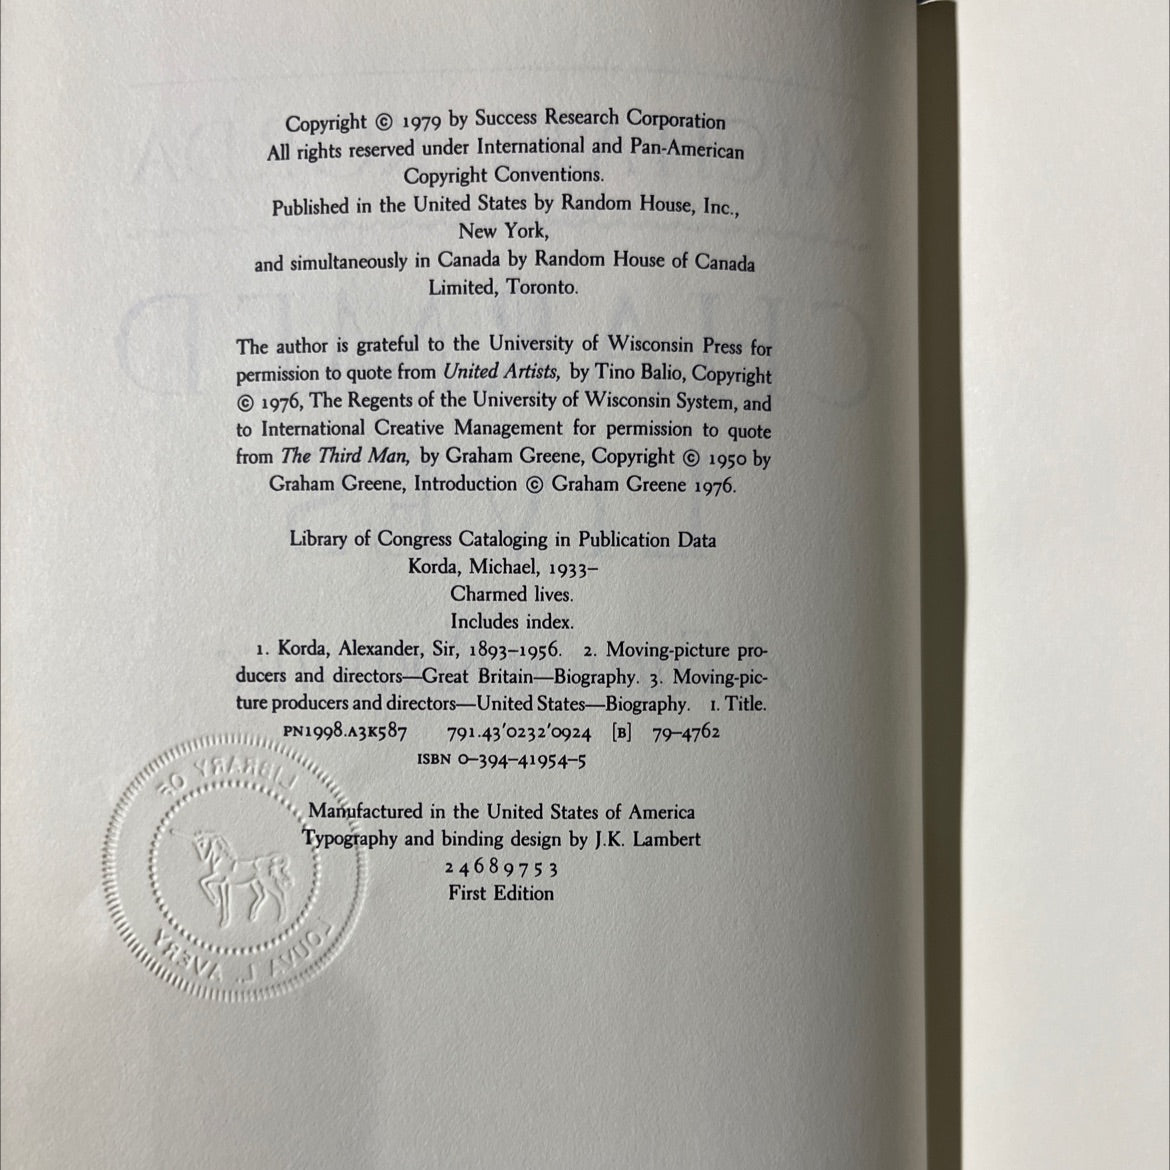 Copyright © 1979 by Success Research Corporation
All rights reserved under International and Pan-American
Copyright Conventions.
Published in the United States by Random House, Inc.,
New York,
and simultaneously in Canada by Random House of Canada
Limited, Toronto.
The author is grateful to the University of Wisconsin Press for
permission to quote from United Artists, by Tino Balio, Copyright
© 1976, The Regents of the University of Wisconsin System, and
to International Creative Management for permission to quote
from The Third Man, by Graham Greene, Copyright © 1950 by
Graham Greene, Introduction © Graham Greene 1976.
Library of Congress Cataloging in Publication Data
Korda, Michael, 1933–
Charmed lives.
Includes index.
1. Korda, Alexander, Sir, 1893–1956. 2. Moving-picture pro-
ducers and directors—Great Britain—Biography. 3. Moving-pic-
ture producers and directors—United States—Biography. I. Title.
PN1998.A3K587 791.43'0232'0924 [B] 79–4762
ISBN 0–394–41954–5
Manufactured in the United States of America
Typography and binding design by J.K. Lambert
2 4 6 8 9 7 5 3
First Edition
LIBRARY OF
LOUVA L. AVERY